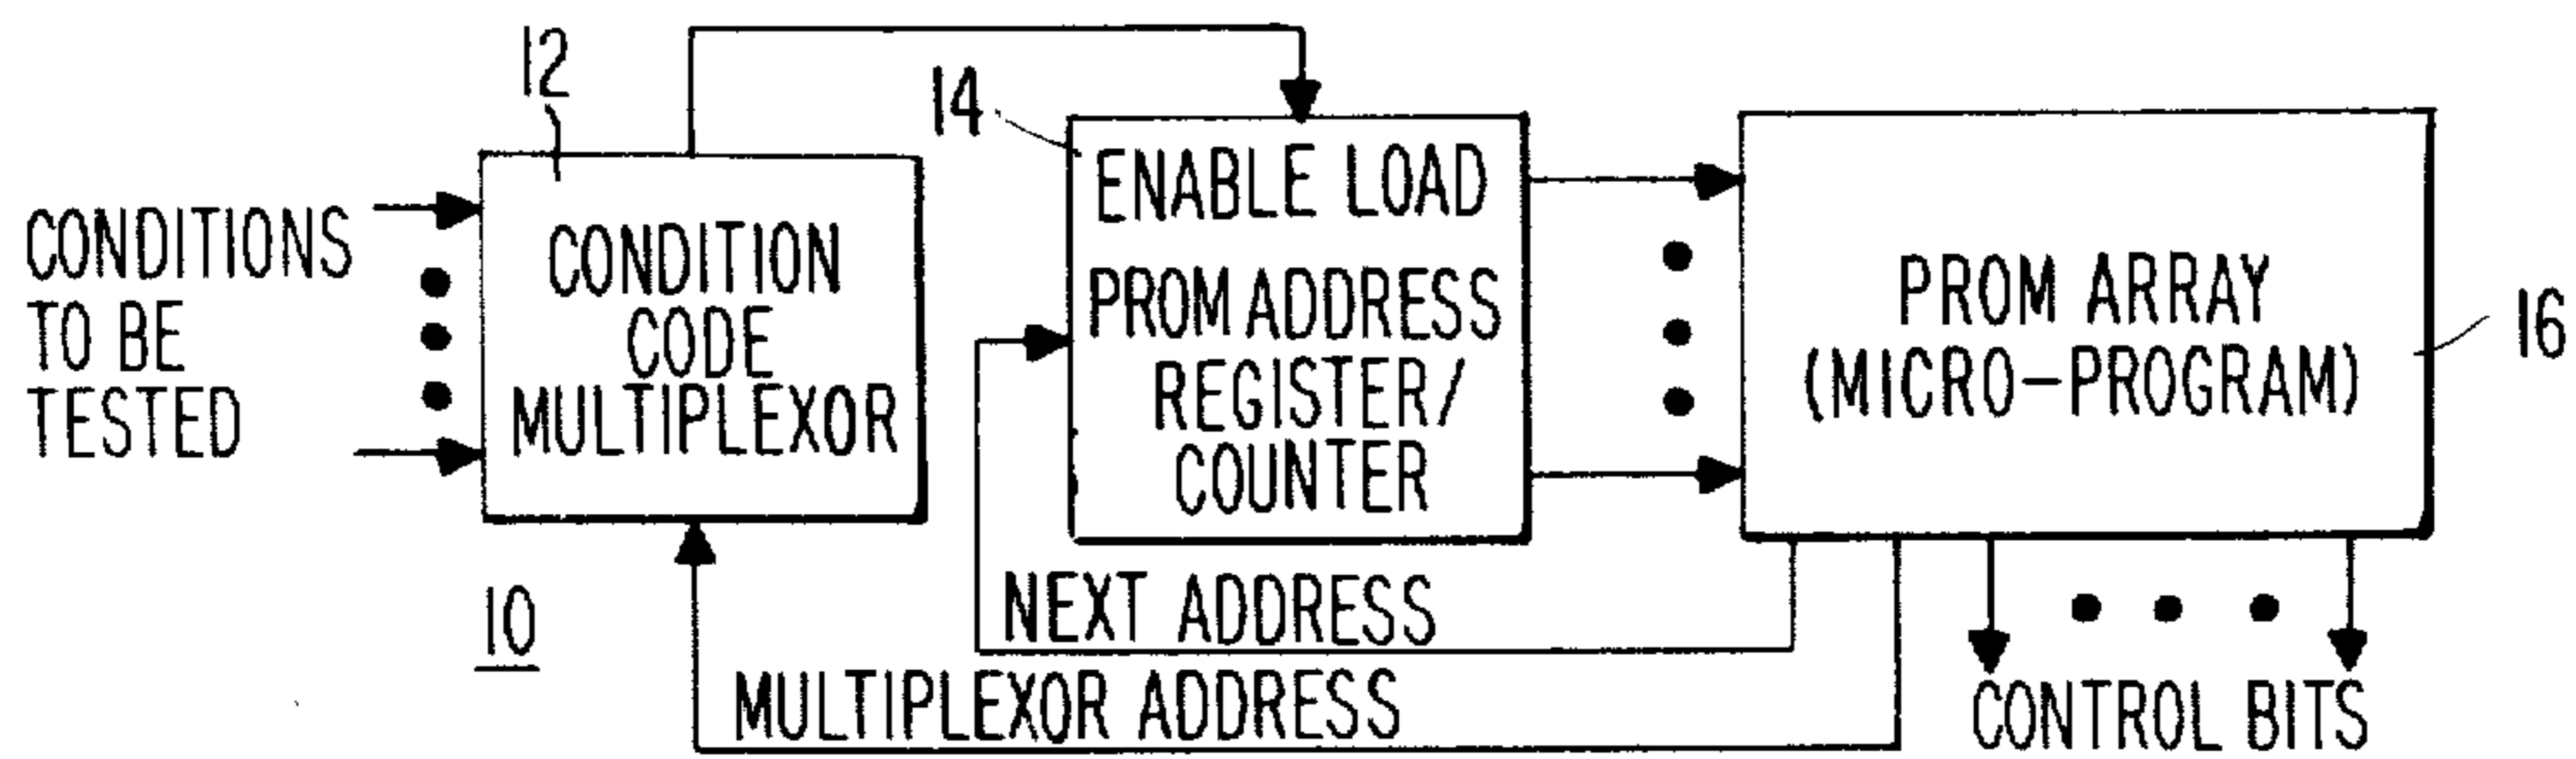 12
14
CONDITIONS
TO BE
TESTED
CONDITION
CODE
MULTIPLEXOR
ENABLE LOAD
PROM ADDRESS
REGISTER/
COUNTER
PROM ARRAY
(MICRO-PROGRAM)
16
10
NEXT ADDRESS
MULTIPLEXOR ADDRESS
CONTROL BITS